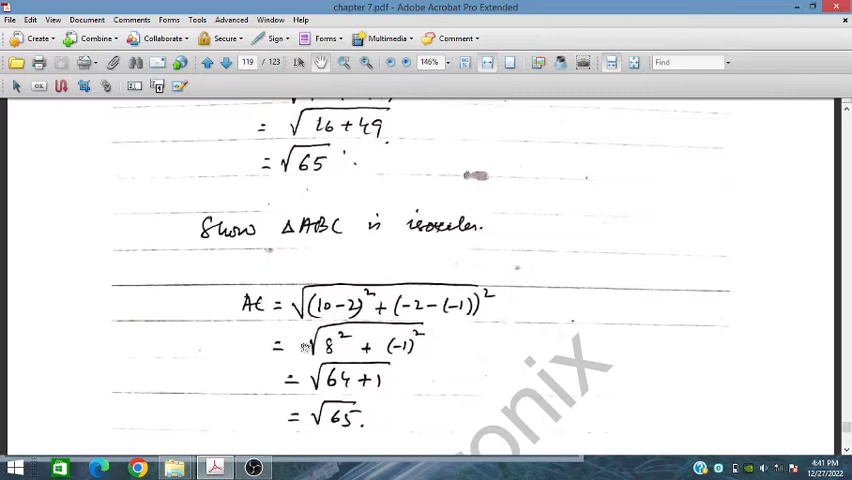 chapter 7.pdf - Adobe Acrobat Pro Extended
File Edit View Document Comments Forms Tools Advanced Window Help
Create Combine Collaborate Secure Sign Forms Multimedia Comment
119 / 123 146% Find
= √16+49
= √65
Show △ABC is isosceles.
AC = √(10-2)² + (-2-(-1))²
= √8² + (-1)²
= √64+1
= √65.
ronix
4:41 PM
12/27/2022